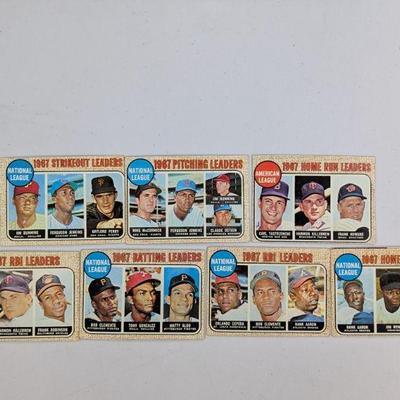 NATIONAL LEAGUE
1967 STRIKEOUT LEADERS
JIM BUNNING
FERGUSON JENKINS
GAYLORD PERRY
NATIONAL LEAGUE
1967 PITCHING LEADERS
MIKE McCORMICK
FERGUSON JENKINS
JIM BUNNING
CLAUDE OSTEEN
AMERICAN LEAGUE
1967 HOME RUN LEADERS
CARL YASTRZEMSKI
HARMON KILLEBREW
FRANK HOWARD
67 RBI LEADERS
HARMON KILLEBREW
FRANK ROBINSON
NATIONAL LEAGUE
1967 BATTING LEADERS
BOB CLEMENTE
TONY GONZALEZ
MATTY ALOU
NATIONAL LEAGUE
1967 RBI LEADERS
ORLANDO CEPEDA
BOB CLEMENTE
HANK AARON
NATIONAL LEAGUE
1967 HOME
HANK AARON
JIM